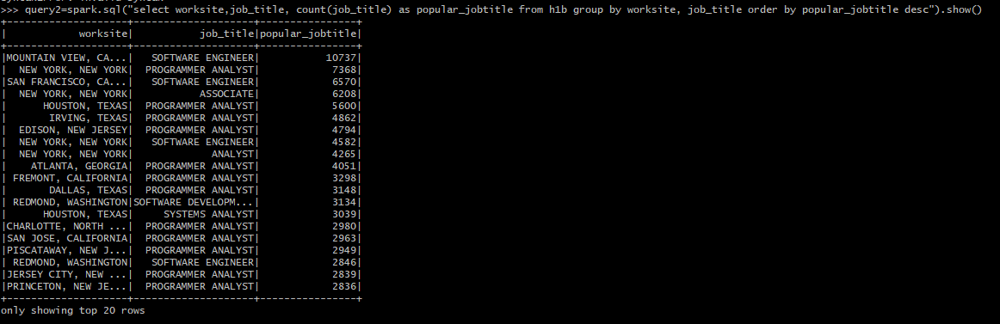 >>> query2=spark.sql("select worksite,job_title, count(job_title) as popular_jobtitle from h1b group by worksite, job_title order by popular_jobtitle desc").show()
+--------------------+--------------------+----------------+
|            worksite|           job_title|popular_jobtitle|
+--------------------+--------------------+----------------+
|MOUNTAIN VIEW, CA...|   SOFTWARE ENGINEER|           10737|
|  NEW YORK, NEW YORK|  PROGRAMMER ANALYST|            7368|
|SAN FRANCISCO, CA...|   SOFTWARE ENGINEER|            6570|
|  NEW YORK, NEW YORK|           ASSOCIATE|            6208|
|      HOUSTON, TEXAS|  PROGRAMMER ANALYST|            5600|
|       IRVING, TEXAS|  PROGRAMMER ANALYST|            4862|
|  EDISON, NEW JERSEY|  PROGRAMMER ANALYST|            4794|
|  NEW YORK, NEW YORK|   SOFTWARE ENGINEER|            4582|
|  NEW YORK, NEW YORK|             ANALYST|            4265|
|    ATLANTA, GEORGIA|  PROGRAMMER ANALYST|            4051|
| FREMONT, CALIFORNIA|  PROGRAMMER ANALYST|            3298|
|       DALLAS, TEXAS|  PROGRAMMER ANALYST|            3148|
| REDMOND, WASHINGTON|SOFTWARE DEVELOPM...|            3134|
|      HOUSTON, TEXAS|     SYSTEMS ANALYST|            3039|
|CHARLOTTE, NORTH ...|  PROGRAMMER ANALYST|            2980|
|SAN JOSE, CALIFORNIA|  PROGRAMMER ANALYST|            2963|
|PISCATAWAY, NEW J...|  PROGRAMMER ANALYST|            2949|
| REDMOND, WASHINGTON|   SOFTWARE ENGINEER|            2846|
|JERSEY CITY, NEW ...|  PROGRAMMER ANALYST|            2839|
|PRINCETON, NEW JE...|  PROGRAMMER ANALYST|            2836|
+--------------------+--------------------+----------------+
only showing top 20 rows